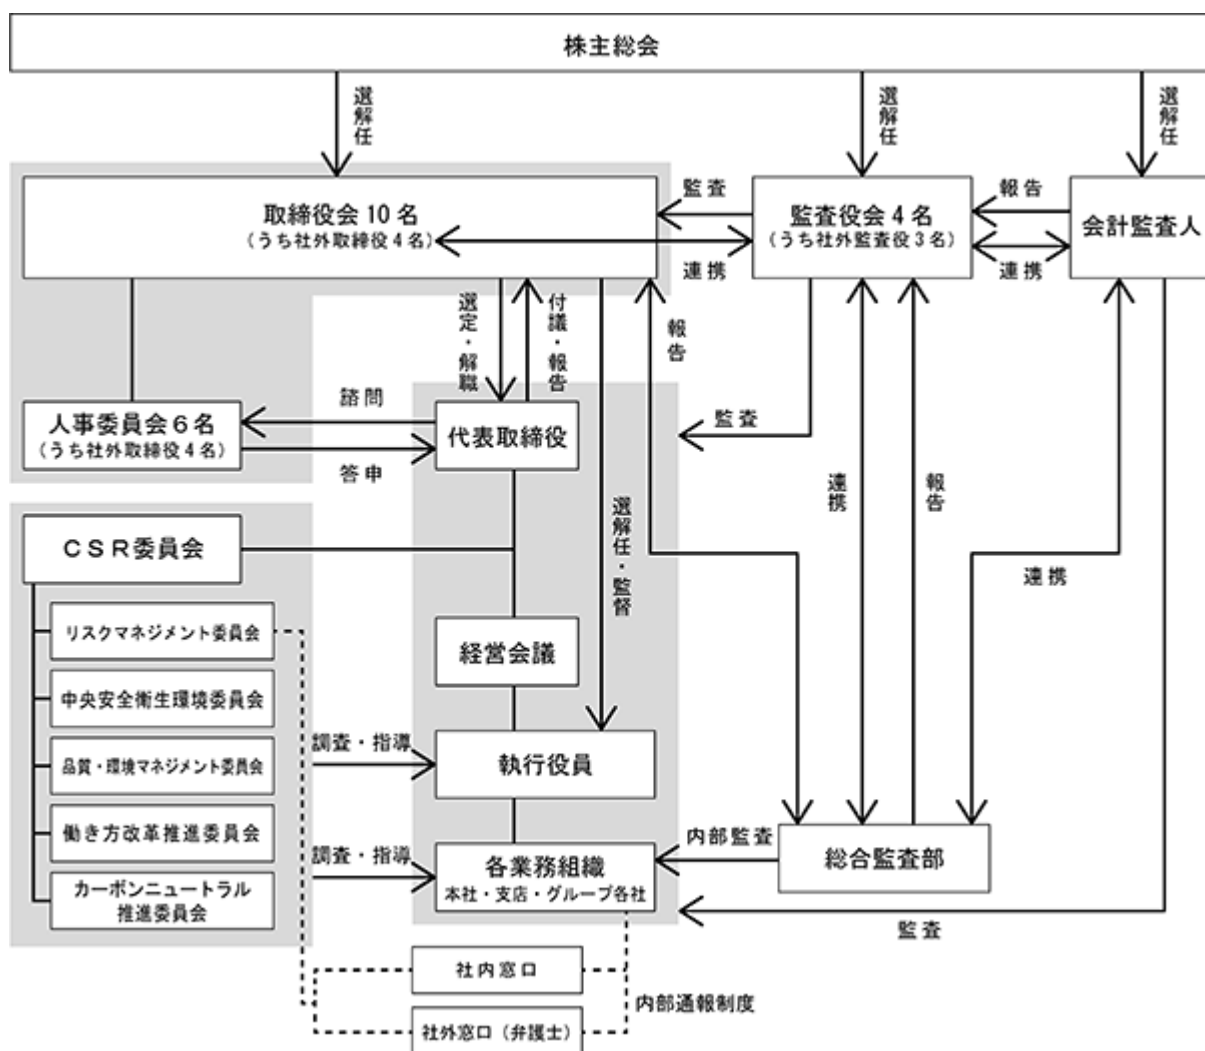 株主総会
選解任
選解任
選解任
取締役会10名
（うち社外取締役4名）
監査
連携
監査役会4名
（うち社外監査役3名）
報告
連携
会計監査人
選定・解職
付議・報告
報告
人事委員会6名
（うち社外取締役4名）
諮問
答申
代表取締役
監査
連携
報告
連携
選解任・監督
CSR委員会
リスクマネジメント委員会
中央安全衛生環境委員会
品質・環境マネジメント委員会
働き方改革推進委員会
カーボンニュートラル
推進委員会
経営会議
調査・指導
執行役員
調査・指導
各業務組織
本社・支店・グループ各社
内部監査
総合監査部
監査
社内窓口
社外窓口（弁護士）
内部通報制度